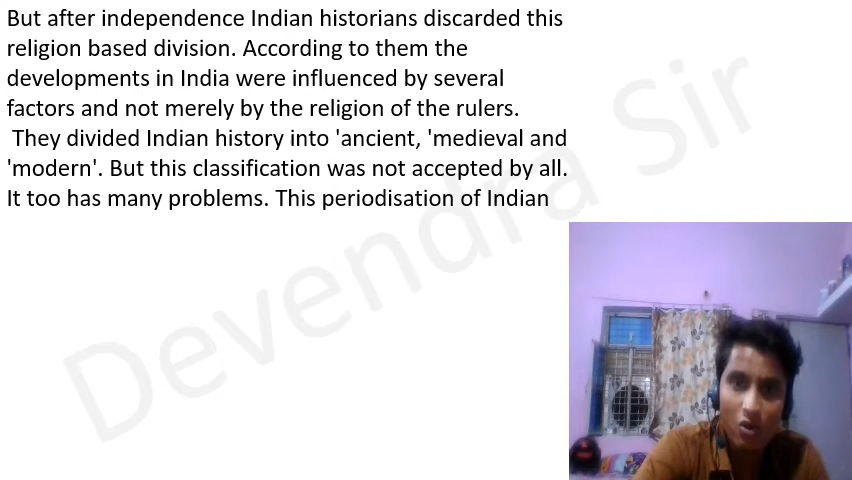 But after independence Indian historians discarded this
religion based division. According to them the
developments in India were influenced by several
factors and not merely by the religion of the rulers.
They divided Indian history into 'ancient, 'medieval and
'modern'. But this classification was not accepted by all.
It too has many problems. This periodisation of Indian
Devendra Sir